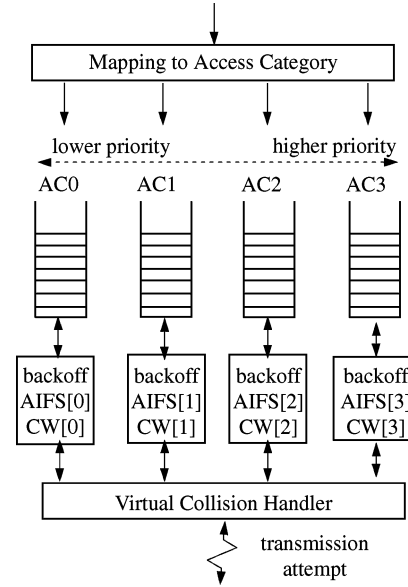 Mapping to Access Category
lower priority higher priority
AC0 AC1 AC2 AC3
backoff backoff backoff backoff
AIFS[0] AIFS[1] AIFS[2] AIFS[3]
CW[0] CW[1] CW[2] CW[3]
Virtual Collision Handler
transmission
attempt